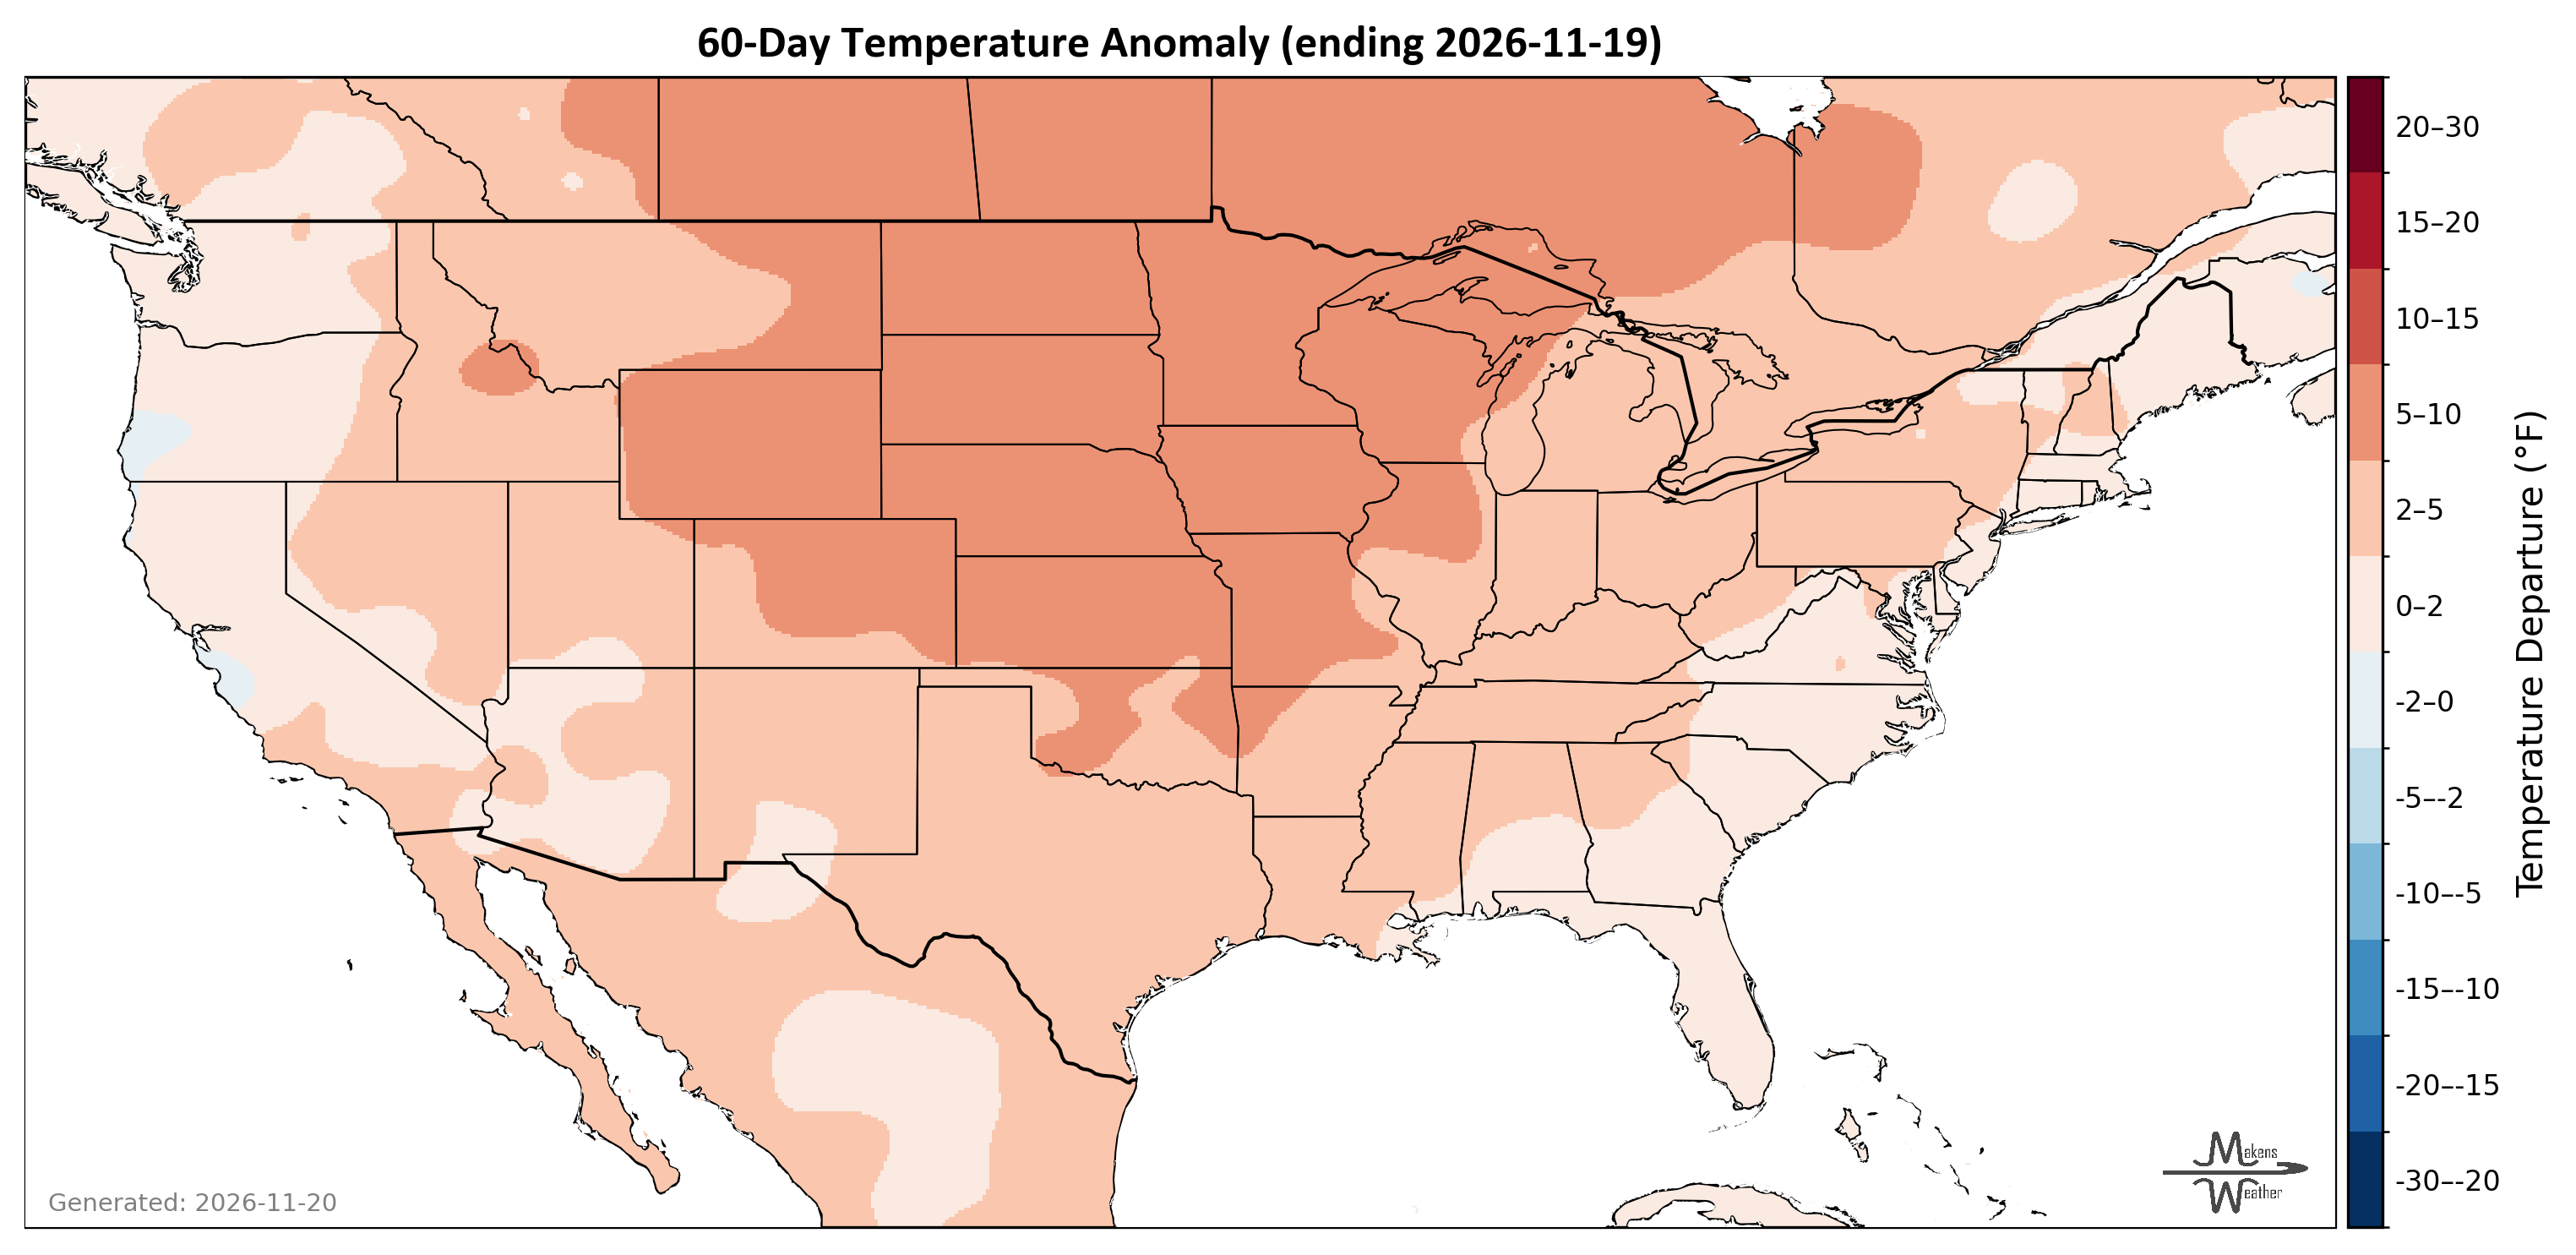 60-Day Temperature Anomaly (ending 2026-11-19)
20–30
15–20
10–15
5–10
2–5
0–2
-2–0
-5–-2
-10–-5
-15–-10
-20–-15
-30–-20
Temperature Departure (°F)
Generated: 2026-11-20
Makens
Weather